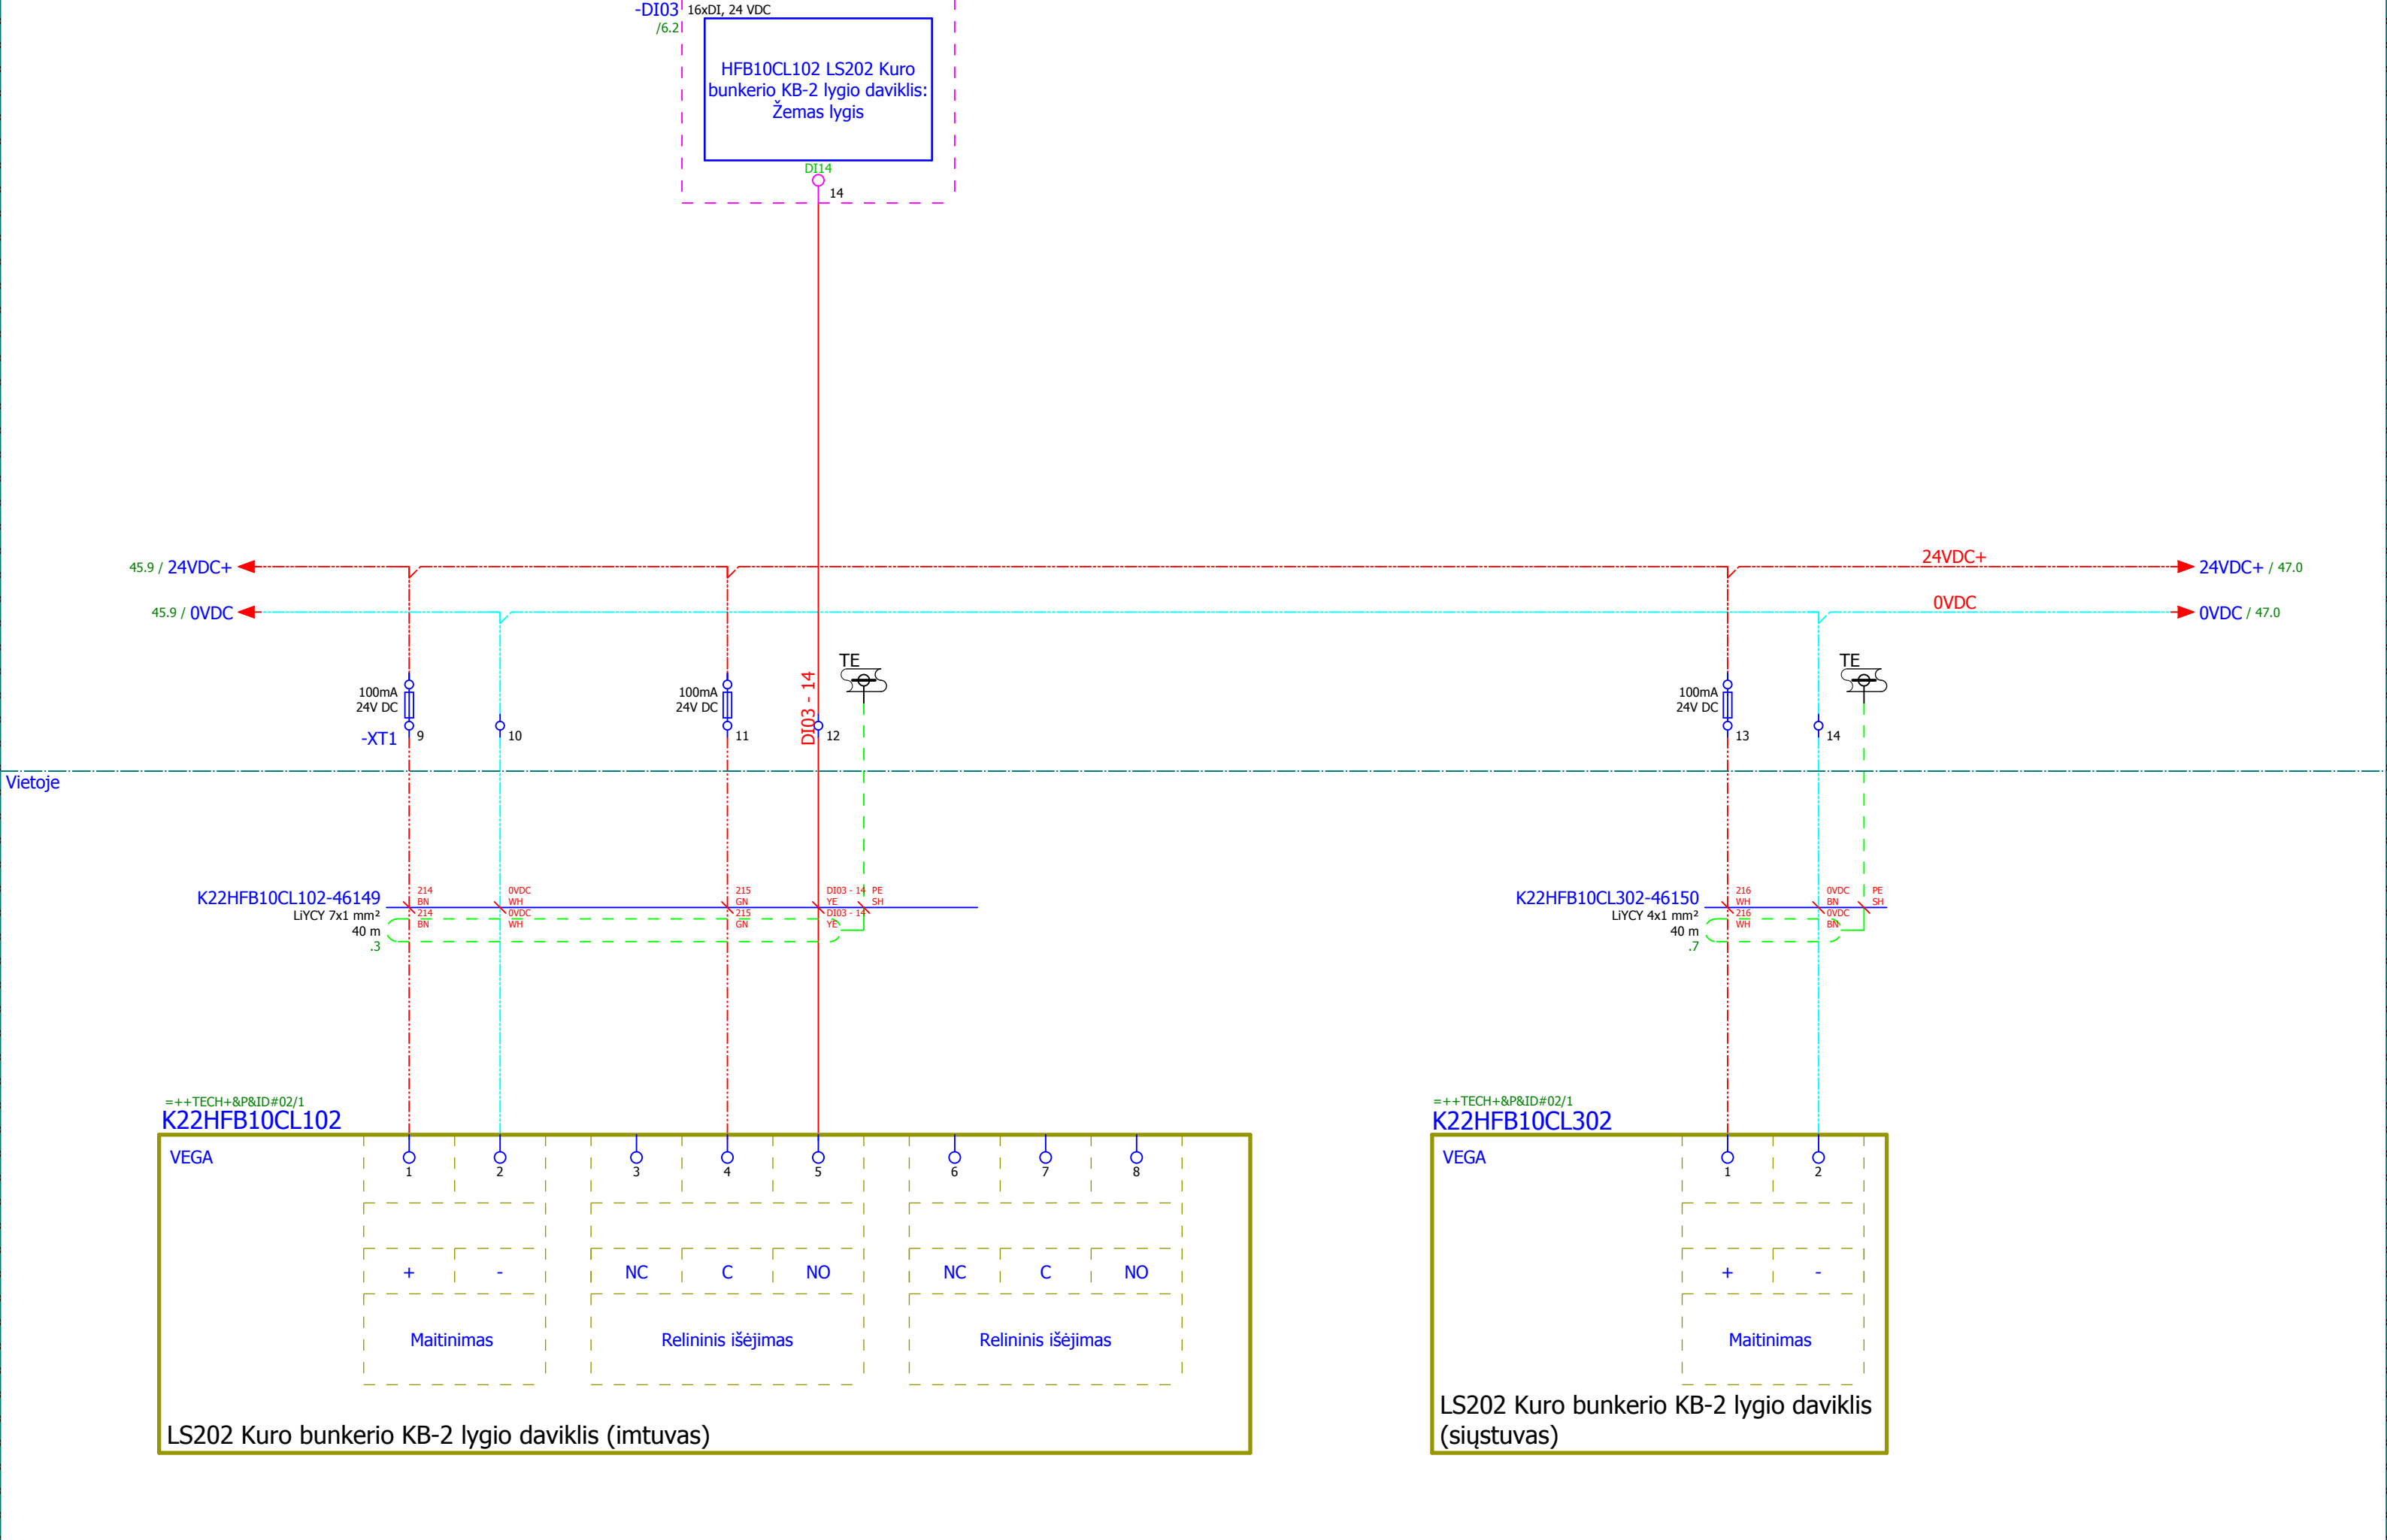 -DI03 16xDI, 24 VDC
/6.2
HFB10CL102 LS202 Kuro
bunkerio KB-2 lygio daviklis:
Žemas lygis
DI14
14
24VDC+
45.9 / 24VDC+
24VDC+ / 47.0
0VDC
45.9 / 0VDC
0VDC / 47.0
TE
TE
100mA
24V DC
100mA
24V DC
DI03 - 14
100mA
24V DC
-XT1 9
10
11
12
13
14
Vietoje
K22HFB10CL102-46149
LiYCY 7x1 mm²
40 m
.3
214
BN
214
BN
0VDC
WH
0VDC
WH
215
GN
215
GN
DI03 - 14
YE
DI03 - 14
YE
PE
SH
K22HFB10CL302-46150
LiYCY 4x1 mm²
40 m
.7
216
WH
216
WH
0VDC
BN
0VDC
BN
PE
SH
=++TECH+&P&ID#02/1
K22HFB10CL102
VEGA
1
2
3
4
5
6
7
8
+
-
NC
C
NO
NC
C
NO
Maitinimas
Relininis išėjimas
Relininis išėjimas
LS202 Kuro bunkerio KB-2 lygio daviklis (imtuvas)
=++TECH+&P&ID#02/1
K22HFB10CL302
VEGA
1
2
+
-
Maitinimas
LS202 Kuro bunkerio KB-2 lygio daviklis
(siųstuvas)